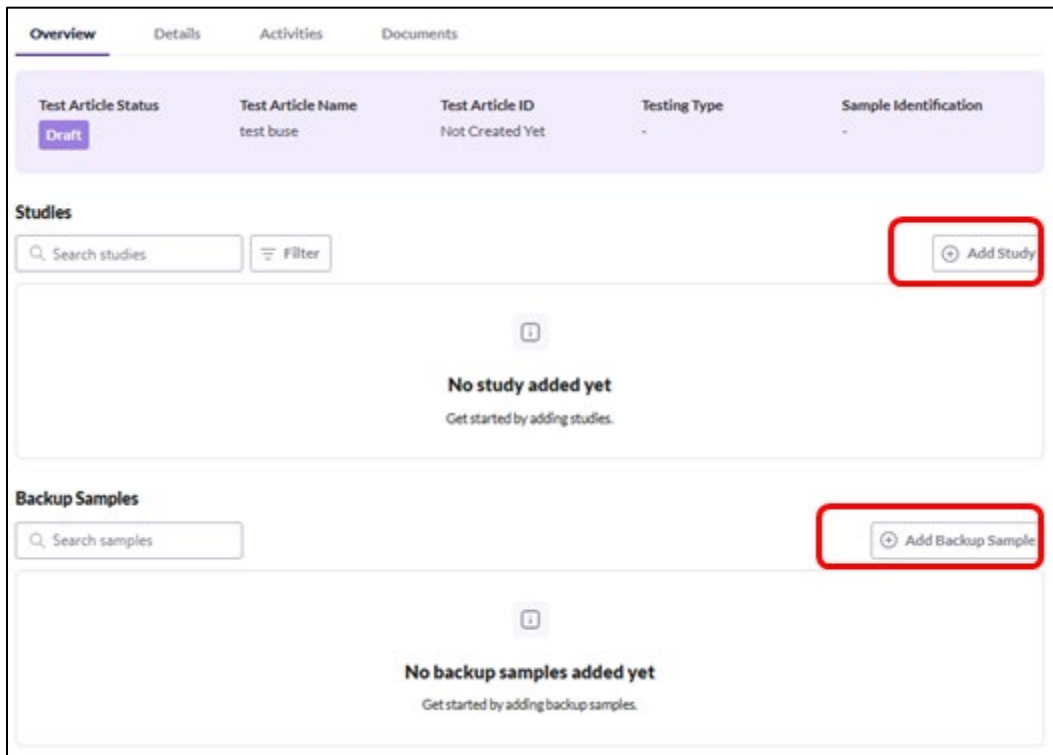 Overview Details Activities Documents
Test Article Status Test Article Name Test Article ID Testing Type Sample Identification
Draft test buse Not Created Yet - -
Studies
Search studies Filter Add Study
No study added yet
Get started by adding studies.
Backup Samples
Search samples Add Backup Sample
No backup samples added yet
Get started by adding backup samples.